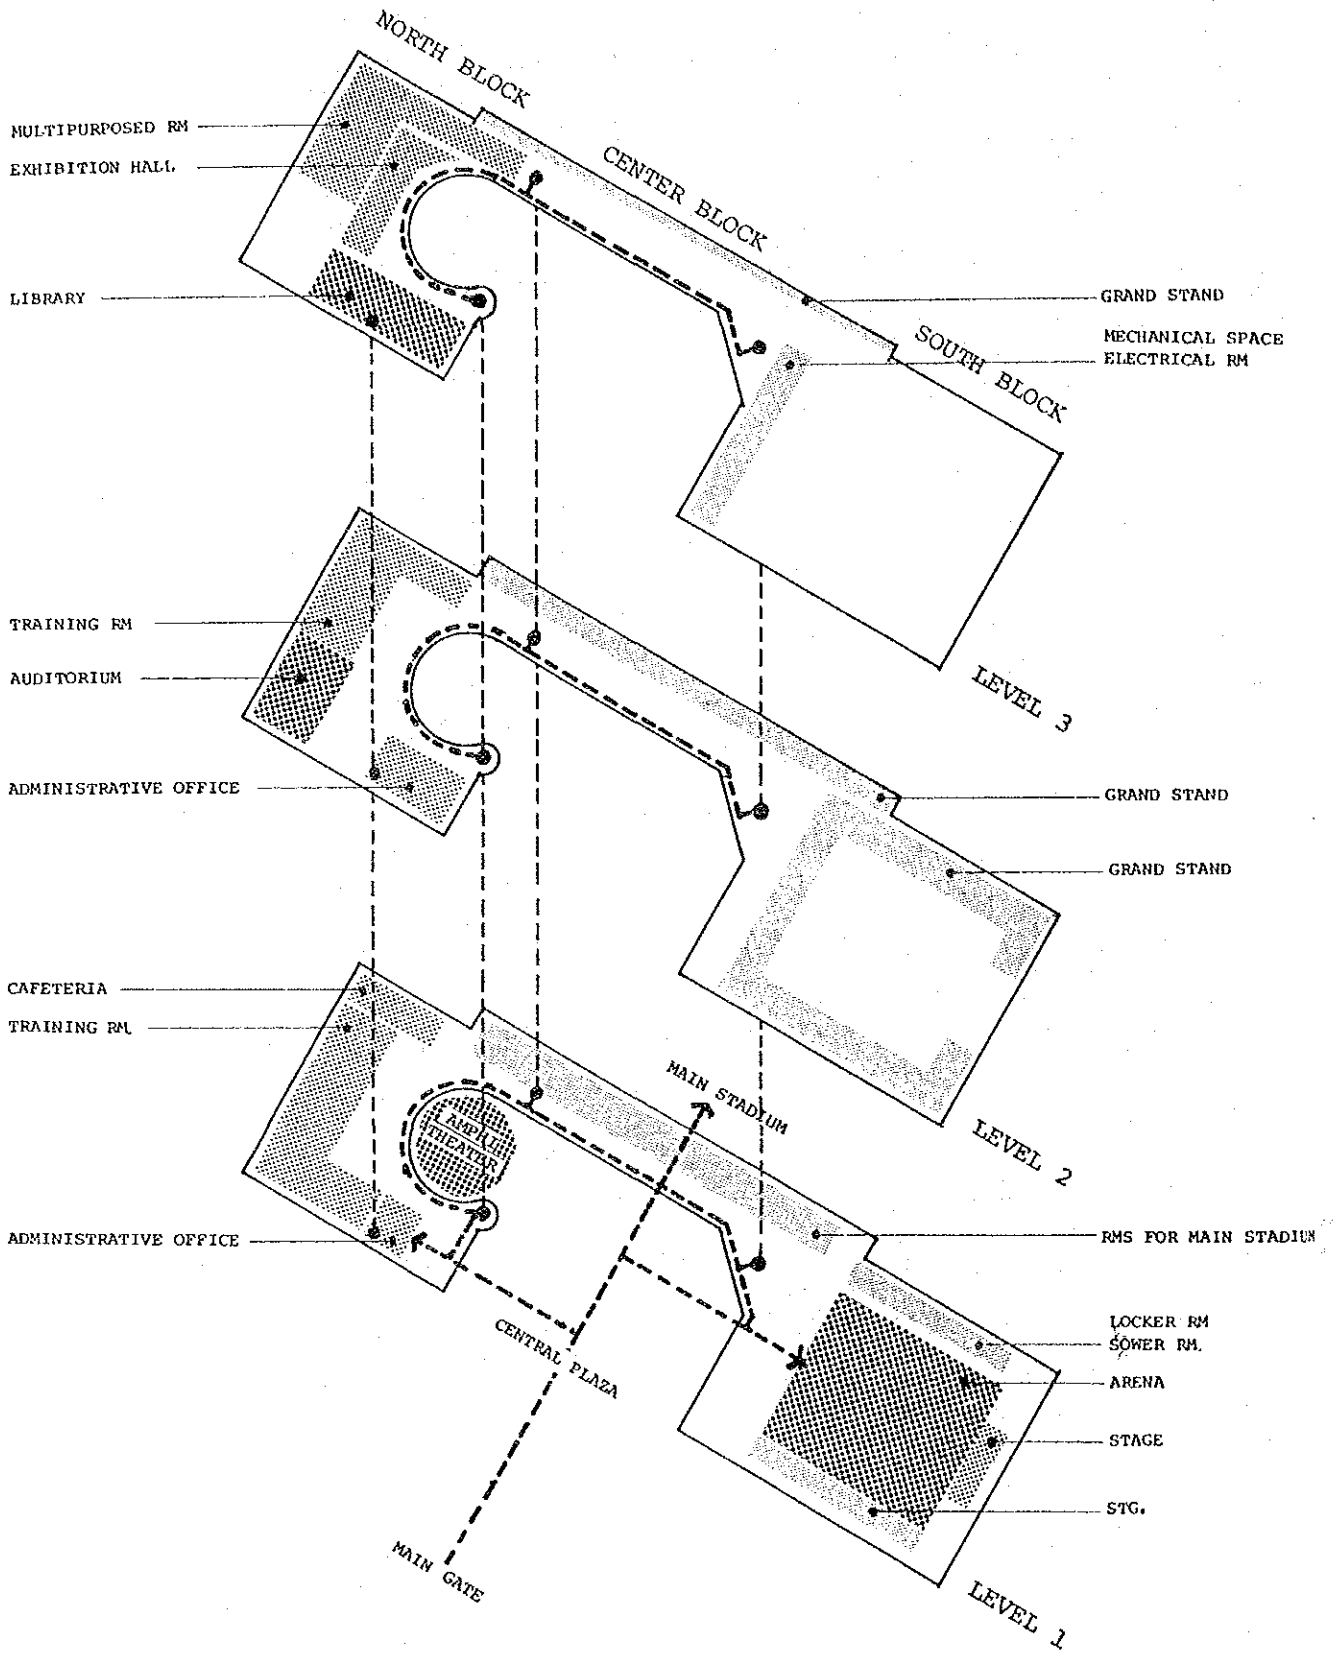 NORTH BLOCK
MULTIPURPOSED RM
EXHIBITION HALL
CENTER BLOCK
LIBRARY
GRAND STAND
SOUTH BLOCK
MECHANICAL SPACE
ELECTRICAL RM
LEVEL 3
TRAINING RM
AUDITORIUM
ADMINISTRATIVE OFFICE
GRAND STAND
GRAND STAND
LEVEL 2
CAFETERIA
TRAINING RM.
MAIN STADIUM
AMPHI
THEATER
ADMINISTRATIVE OFFICE
RMS FOR MAIN STADIUM
CENTRAL PLAZA
LOCKER RM
SOWER RM.
ARENA
STAGE
STG.
MAIN GATE
LEVEL 1